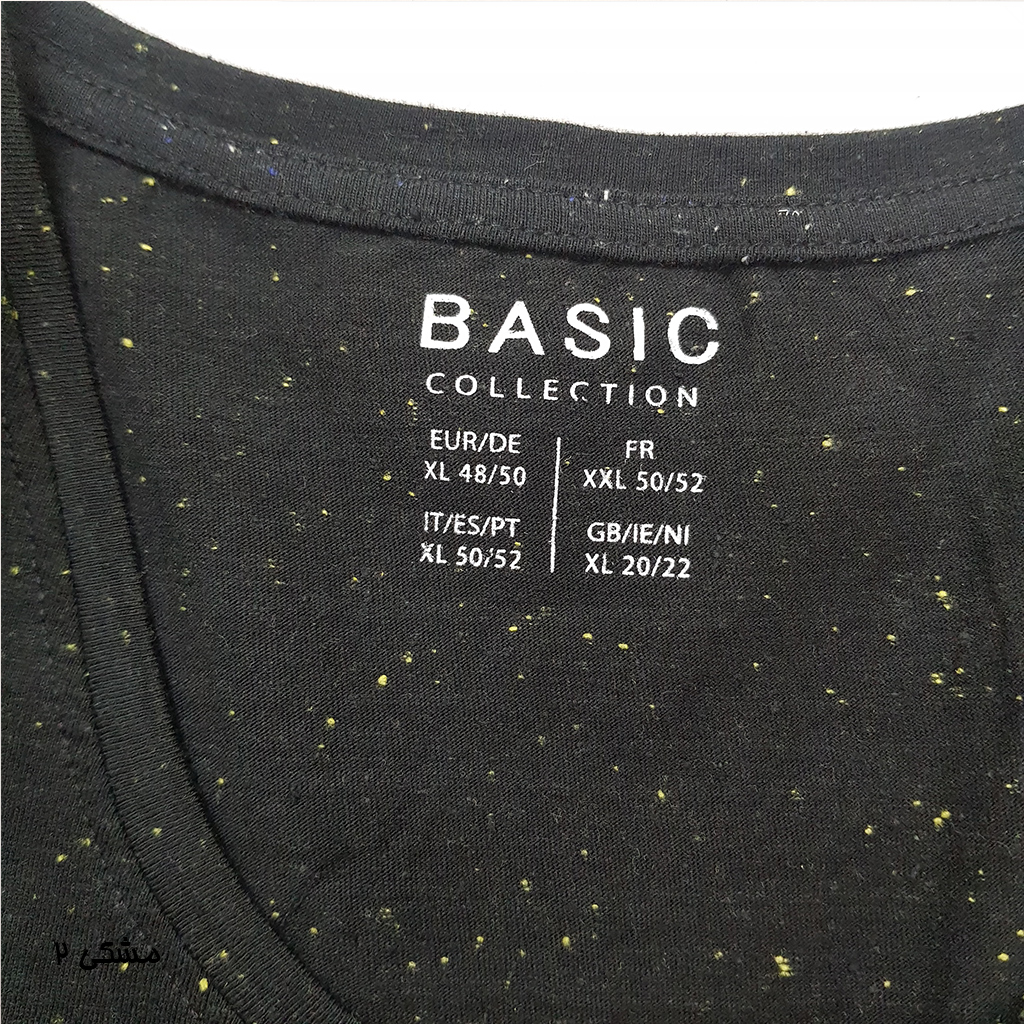 BASIC
COLLECTION
EUR/DE
XL 48/50
FR
XXL 50/52
IT/ES/PT
XL 50/52
GB/IE/NI
XL 20/22
مشکی ۲